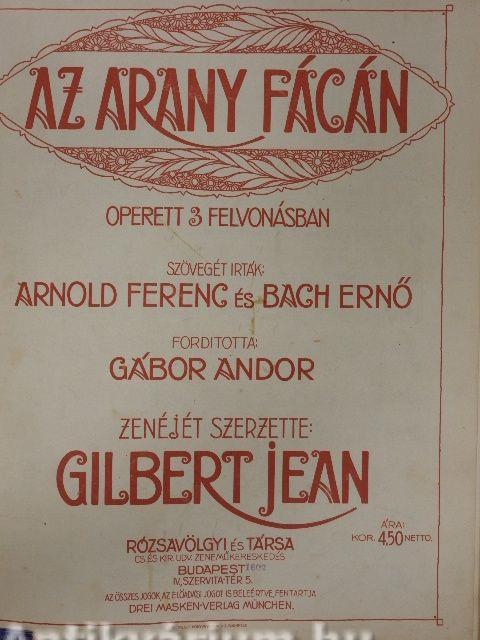 AZ ARANY FÁCÁN
OPERETT 3 FELVONÁSBAN
SZÖVEGÉT IRTÁK:
ARNOLD FERENC ÉS BACH ERNŐ
FORDITOTTA:
GÁBOR ANDOR
ZENÉJÉT SZERZETTE:
GILBERT JEAN
ÁRA:
KOR. 4,50 NETTO.
RÓZSAVÖLGYI ÉS TÁRSA
CS. ÉS KIR. UDV. ZENEMŰKERESKEDÉS
BUDAPEST
IV, SZERVITA-TÉR 5.
AZ ÖSSZES JOGOK, AZ ELŐADÁSI JOGOT IS BELEÉRTVE, FENTARTJA
DREI MASKEN-VERLAG MÜNCHEN.